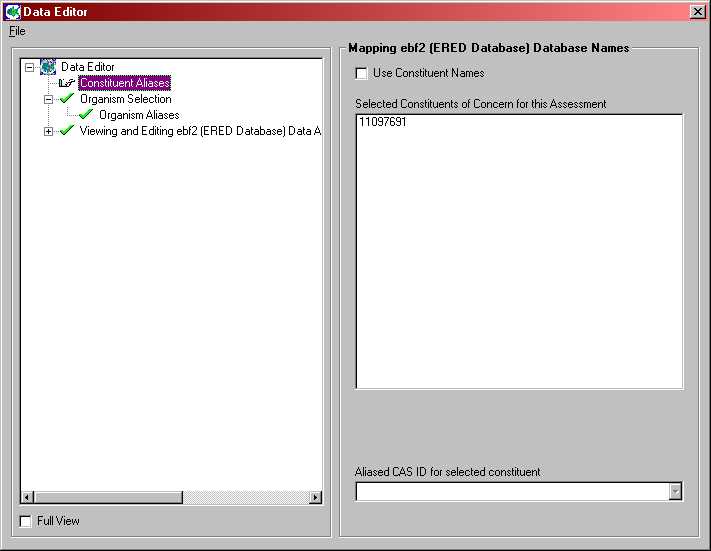 Data Editor
File
Data Editor
Constituent Aliases
Organism Selection
Organism Aliases
Viewing and Editing ebf2 (ERED Database) Data A
Full View
Mapping ebf2 (ERED Database) Database Names
Use Constituent Names
Selected Constituents of Concern for this Assessment
11097691
Aliased CAS ID for selected constituent